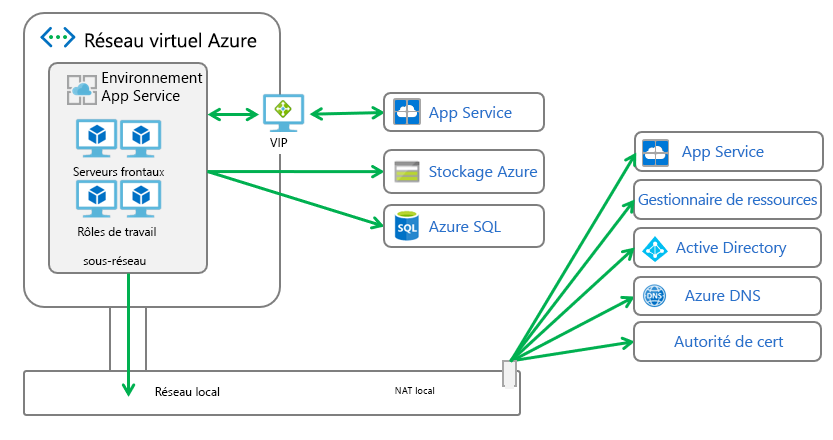 Réseau virtuel Azure
Environnement
App Service
Serveurs frontaux
Rôles de travail
sous-réseau
VIP
App Service
Stockage Azure
SQL
Azure SQL
App Service
Gestionnaire de ressources
Active Directory
DNS
Azure DNS
Autorité de cert
Réseau local
NAT local